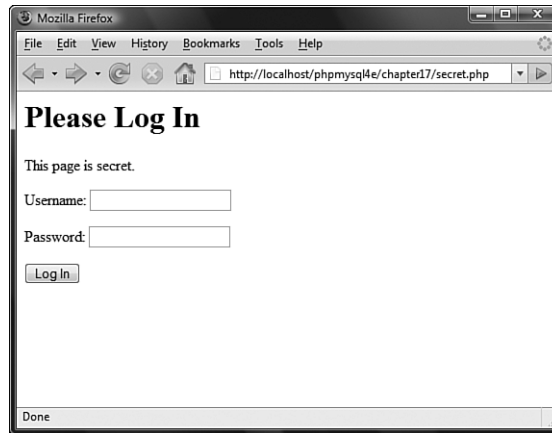 Mozilla Firefox
File Edit View History Bookmarks Tools Help
http://localhost/phpmysql4e/chapter17/secret.php
Please Log In
This page is secret.
Username:
Password:
Log In
Done